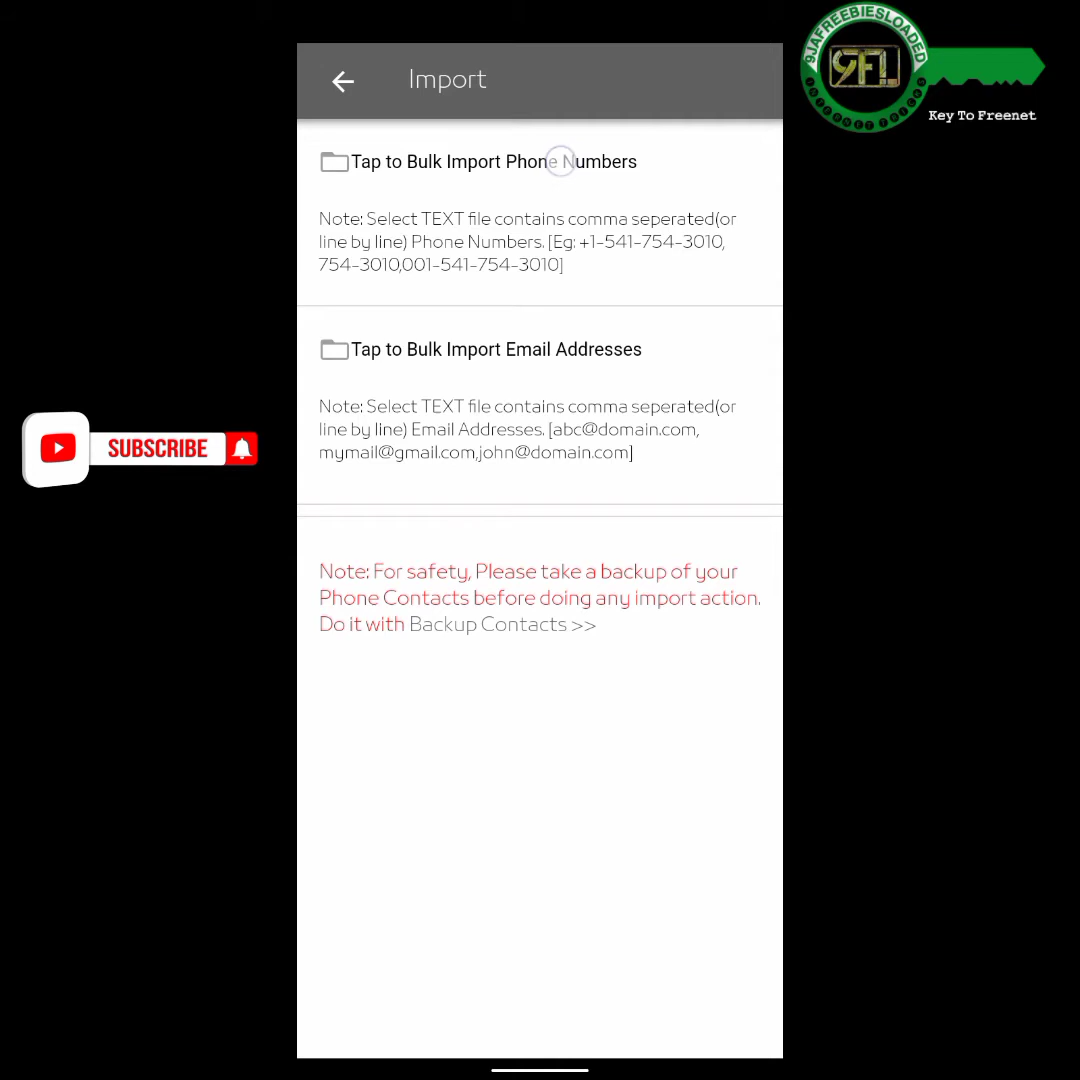 Import
9JAFREEBIESLOADED
9FL
INTERNET TRICKS
Key To Freenet
Tap to Bulk Import Phone Numbers
Note: Select TEXT file contains comma seperated(or
line by line) Phone Numbers. [Eg: +1-541-754-3010,
754-3010,001-541-754-3010]
Tap to Bulk Import Email Addresses
Note: Select TEXT file contains comma seperated(or
line by line) Email Addresses. [abc@domain.com,
mymail@gmail.com,john@domain.com]
SUBSCRIBE
Note: For safety, Please take a backup of your
Phone Contacts before doing any import action.
Do it with Backup Contacts >>